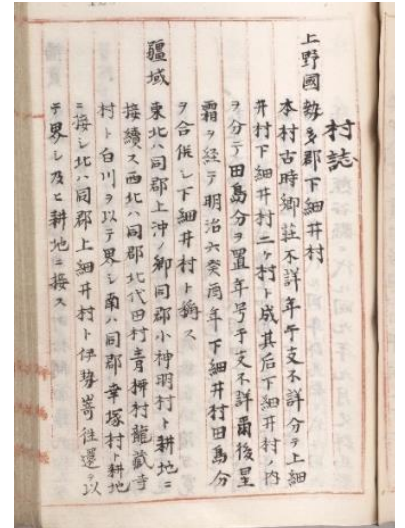 村誌
上野國勢多郡下細井村
本村古時郷荘不詳年干支不詳分テ上細
井村下細井村二ケ村ト成其后下細井村ノ内
ヲ分テ田島分ヲ置年号干支不詳爾後星
霜ヲ経テ明治六癸酉年下細井村田島分
ヲ合併シ下細井村ト稱ス
疆域
東北ハ同郡上沖ノ郷同郡小神明村ト耕地ニ
接續ス西北ハ同郡北代田村青栁村龍蔵寺
村ト白川ヲ以テ界シ南ハ同郡幸塚村ト耕地
ニ接シ北ハ同郡上細井村ト伊勢嵜往還ヲ以
テ界シ及ヒ耕地ニ接ス